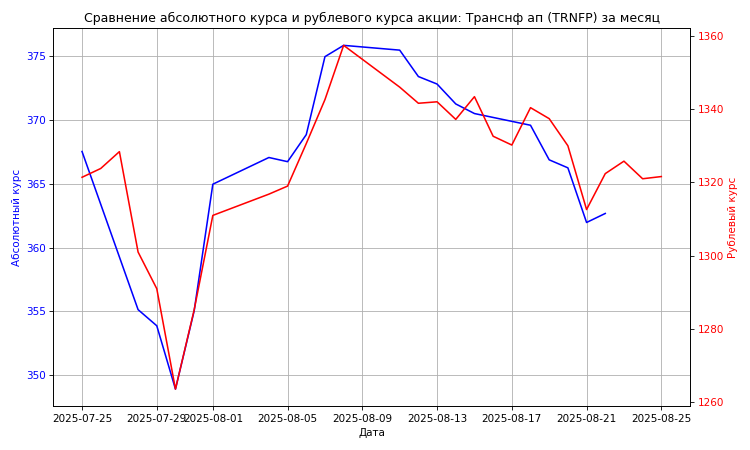 Сравнение абсолютного курса и рублевого курса акции: Транснф ап (TRNFP) за месяц
375
370
365
360
355
350
Абсолютный курс
1360
1340
1320
1300
1280
1260
Рублевый курс
2025-07-25 2025-07-29 2025-08-01 2025-08-05 2025-08-09 2025-08-13 2025-08-17 2025-08-21 2025-08-25
Дата